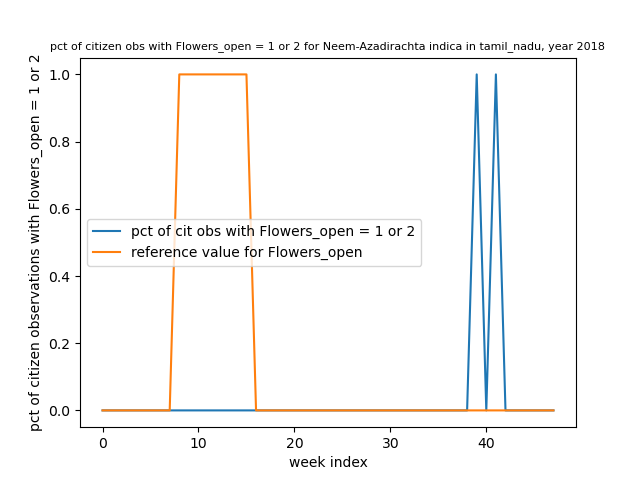 pct of citizen obs with Flowers_open = 1 or 2 for Neem-Azadirachta indica in tamil_nadu, year 2018
pct of citizen observations with Flowers_open = 1 or 2
1.0
0.8
0.6
0.4
0.2
0.0
pct of cit obs with Flowers_open = 1 or 2
reference value for Flowers_open
0 10 20 30 40
week index